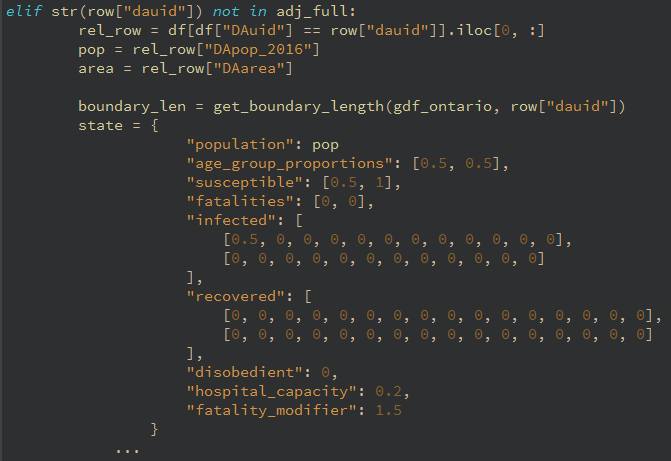 elif str(row["dauid"]) not in adj_full:
rel_row = df[df["DAuid"] == row["dauid"]].iloc[0, :]
pop = rel_row["DApop_2016"]
area = rel_row["DAarea"]
boundary_len = get_boundary_length(gdf_ontario, row["dauid"])
state = {
"population": pop
"age_group_proportions": [0.5, 0.5],
"susceptible": [0.5, 1],
"fatalities": [0, 0],
"infected": [
[0.5, 0, 0, 0, 0, 0, 0, 0, 0, 0, 0, 0],
[0, 0, 0, 0, 0, 0, 0, 0, 0, 0, 0, 0]
],
"recovered": [
[0, 0, 0, 0, 0, 0, 0, 0, 0, 0, 0, 0, 0, 0, 0, 0],
[0, 0, 0, 0, 0, 0, 0, 0, 0, 0, 0, 0, 0, 0, 0, 0]
],
"disobedient": 0,
"hospital_capacity": 0.2,
"fatality_modifier": 1.5
}
...